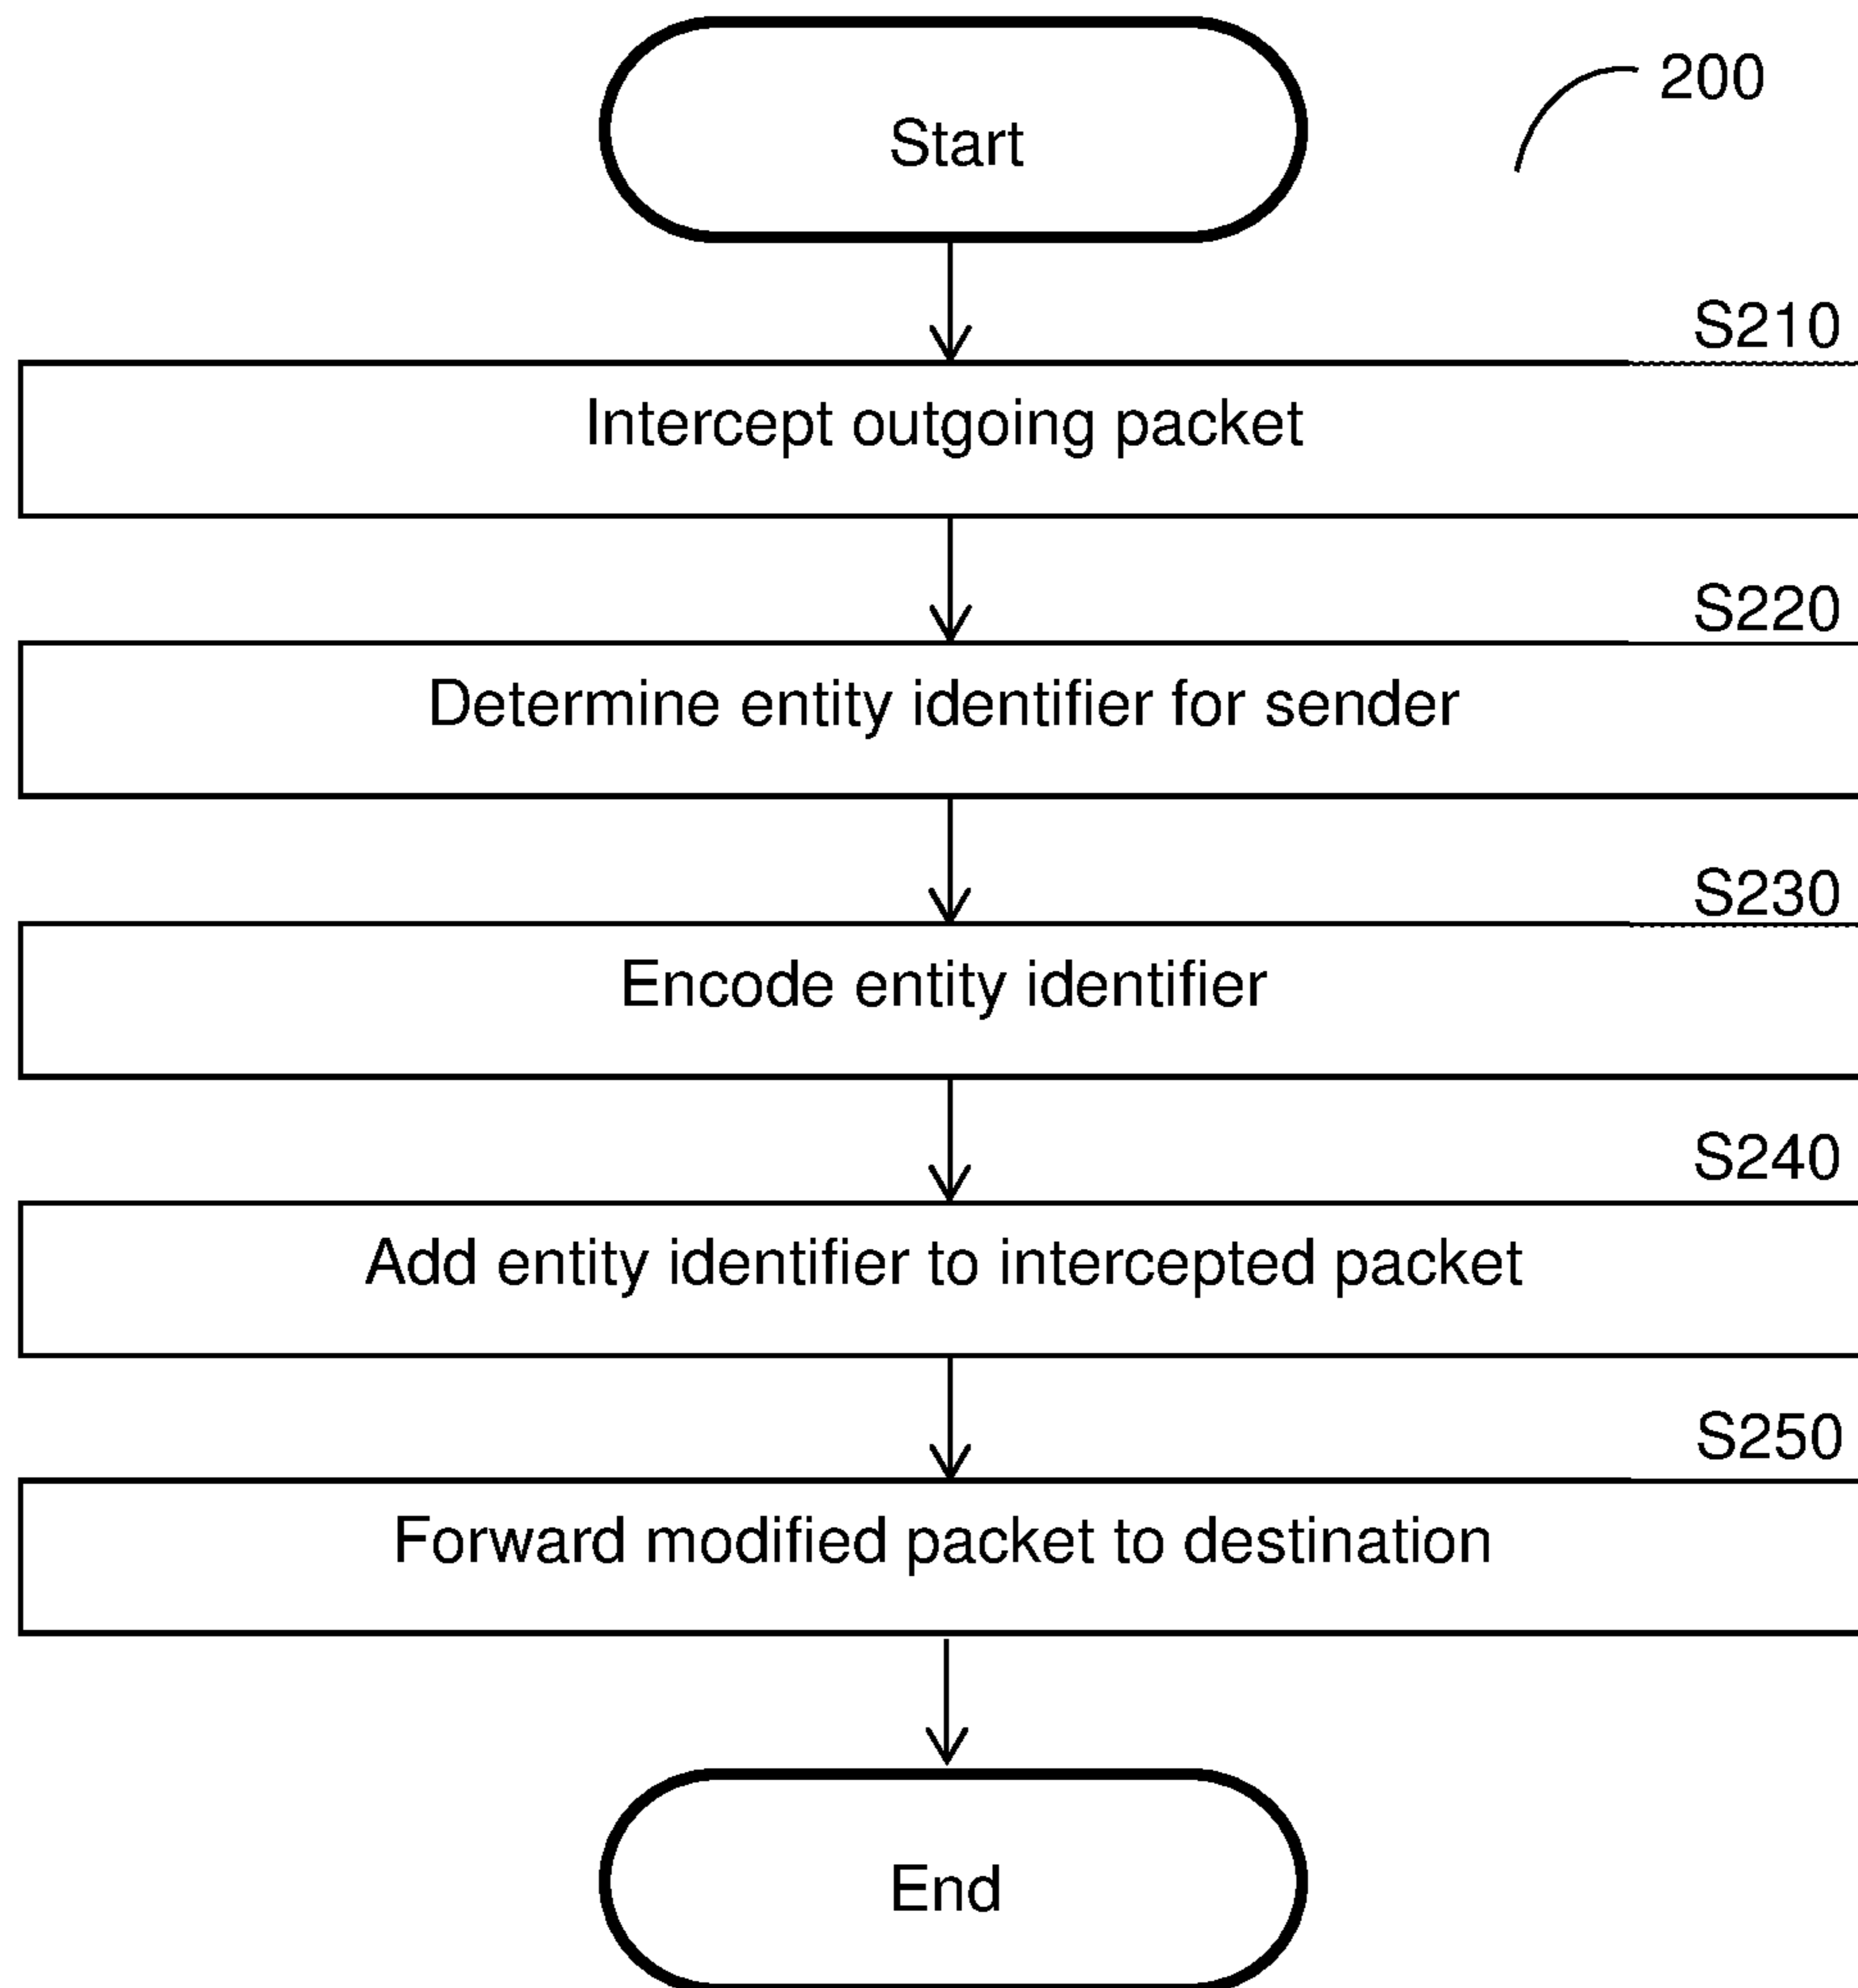 Start
200
S210
Intercept outgoing packet
S220
Determine entity identifier for sender
S230
Encode entity identifier
S240
Add entity identifier to intercepted packet
S250
Forward modified packet to destination
End